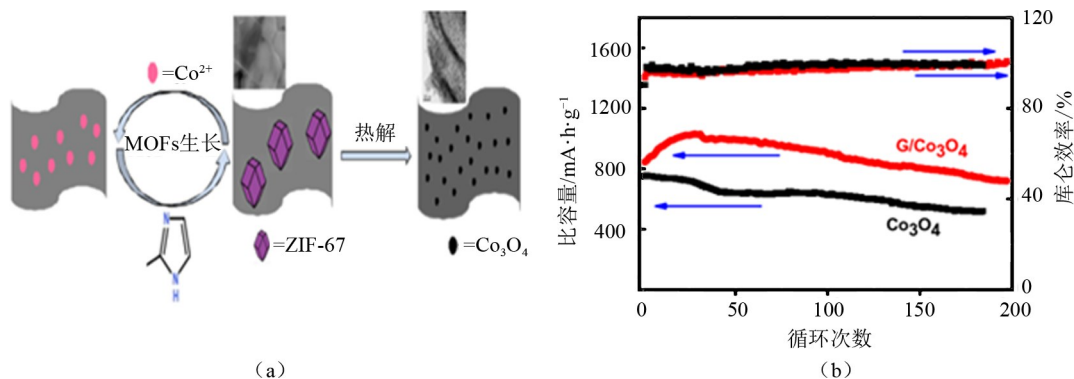 =Co²⁺
MOFs生长
N
N
H
热解
=ZIF-67
=Co₃O₄
(a)
比容量/mA·h·g⁻¹
1600
1200
800
400
120
80
40
0
库仑效率/%
G/Co₃O₄
Co₃O₄
0
50
100
150
200
循环次数
(b)